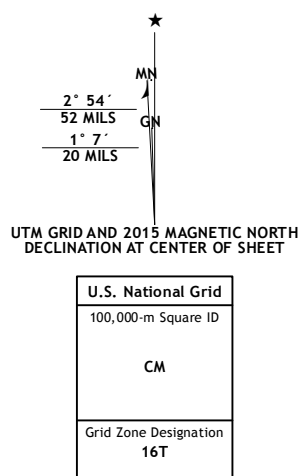 MN
2° 54´
52 MILS
GN
1° 7´
20 MILS
UTM GRID AND 2015 MAGNETIC NORTH
DECLINATION AT CENTER OF SHEET
U.S. National Grid
100,000-m Square ID
CM
Grid Zone Designation
16T